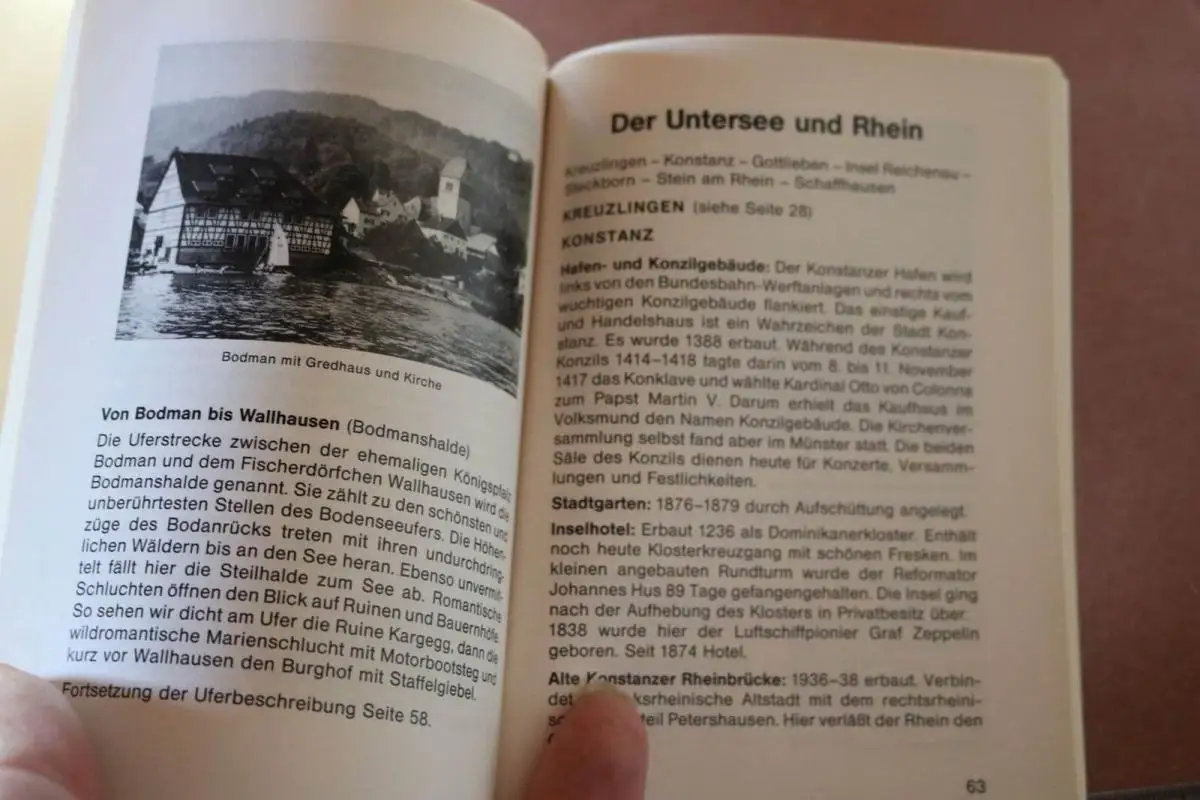 Bodman mit Gredhaus und Kirche
Von Bodman bis Wallhausen (Bodmanshalde)
Die Uferstrecke zwischen der ehemaligen Königspfalz
Bodman und dem Fischerdörfchen Wallhausen wird die
Bodmanshalde genannt. Sie zählt zu den schönsten und
unberührtesten Stellen des Bodenseeufers. Die Höhen-
züge des Bodanrücks treten mit ihren undurchdring-
lichen Wäldern bis an den See heran. Ebenso unvermit-
telt fällt hier die Steilhalde zum See ab. Romantische
Schluchten öffnen den Blick auf Ruinen und Bauernhöfe.
So sehen wir dicht am Ufer die Ruine Kargegg, dann die
wildromantische Marienschlucht mit Motorbootsteg und
kurz vor Wallhausen den Burghof mit Staffelgiebel.
Fortsetzung der Uferbeschreibung Seite 58.
Der Untersee und Rhein
Kreuzlingen – Konstanz – Gottlieben – Insel Reichenau –
Steckborn – Stein am Rhein – Schaffhausen
KREUZLINGEN (siehe Seite 28)
KONSTANZ
Hafen- und Konzilgebäude: Der Konstanzer Hafen wird
links von den Bundesbahn-Werftanlagen und rechts vom
wuchtigen Konzilgebäude flankiert. Das einstige Kauf-
und Handelshaus ist ein Wahrzeichen der Stadt Kon-
stanz. Es wurde 1388 erbaut. Während des Konstanzer
Konzils 1414–1418 tagte darin vom 8. bis 11. November
1417 das Konklave und wählte Kardinal Otto von Colonna
zum Papst Martin V. Darum erhielt das Kaufhaus im
Volksmund den Namen Konzilgebäude. Die Kirchenver-
sammlung selbst fand aber im Münster statt. Die beiden
Säle des Konzils dienen heute für Konzerte, Versamm-
lungen und Festlichkeiten.
Stadtgarten: 1876–1879 durch Aufschüttung angelegt.
Inselhotel: Erbaut 1236 als Dominikanerkloster. Enthält
noch heute Klosterkreuzgang mit schönen Fresken. Im
kleinen angebauten Rundturm wurde der Reformator
Johannes Hus 89 Tage gefangengehalten. Die Insel ging
nach der Aufhebung des Klosters in Privatbesitz über.
1838 wurde hier der Luftschiffpionier Graf Zeppelin
geboren. Seit 1874 Hotel.
Alte Konstanzer Rheinbrücke: 1936–38 erbaut. Verbin-
det ksrheinische Altstadt mit dem rechtsrheini-
teil Petershausen. Hier verläßt der Rhein den
63